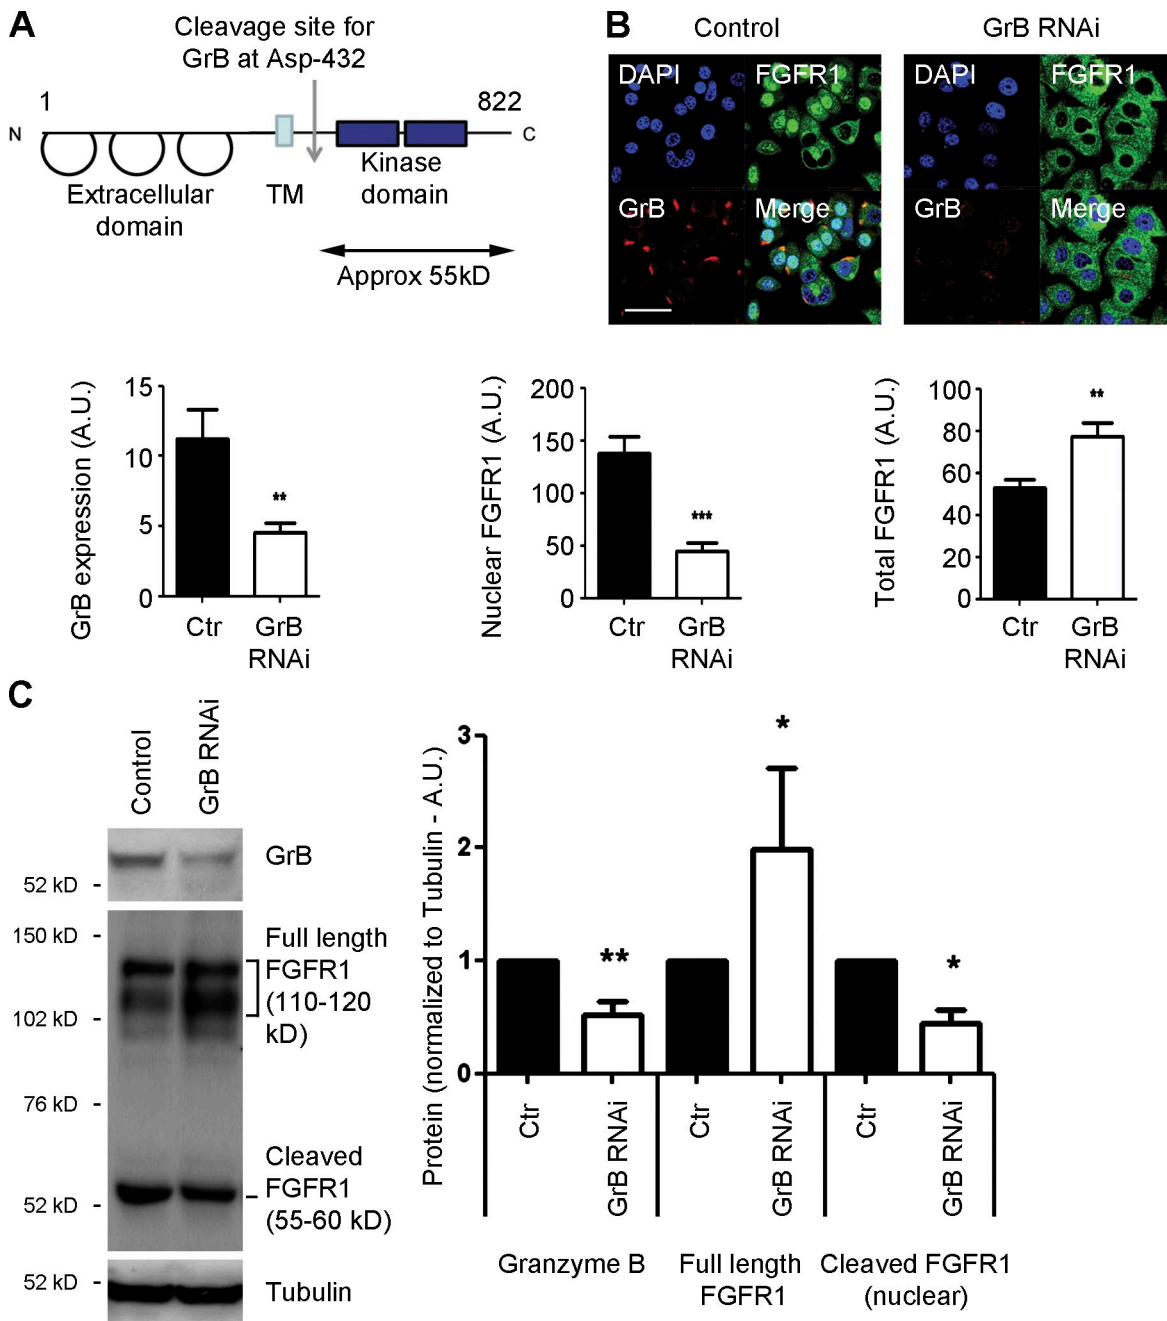 A
Cleavage site for
GrB at Asp-432
1
822
N
C
Extracellular
domain
TM
Kinase
domain
Approx 55kD
B
Control
GrB RNAi
DAPI
FGFR1
GrB
Merge
DAPI
FGFR1
GrB
Merge
GrB expression (A.U.)
15
10
5
0
**
Ctr
GrB
RNAi
Nuclear FGFR1 (A.U.)
200
150
100
50
0
***
Ctr
GrB
RNAi
Total FGFR1 (A.U.)
100
80
60
40
20
0
**
Ctr
GrB
RNAi
C
Control
GrB RNAi
GrB
52 kD -
150 kD -
Full length
FGFR1
(110-120
kD)
102 kD -
76 kD -
Cleaved
FGFR1
(55-60 kD)
52 kD -
52 kD -
Tubulin
Protein (normalized to Tubulin - A.U.)
3
2
1
0
**
*
*
Ctr
GrB RNAi
Ctr
GrB RNAi
Ctr
GrB RNAi
Granzyme B
Full length
FGFR1
Cleaved FGFR1
(nuclear)